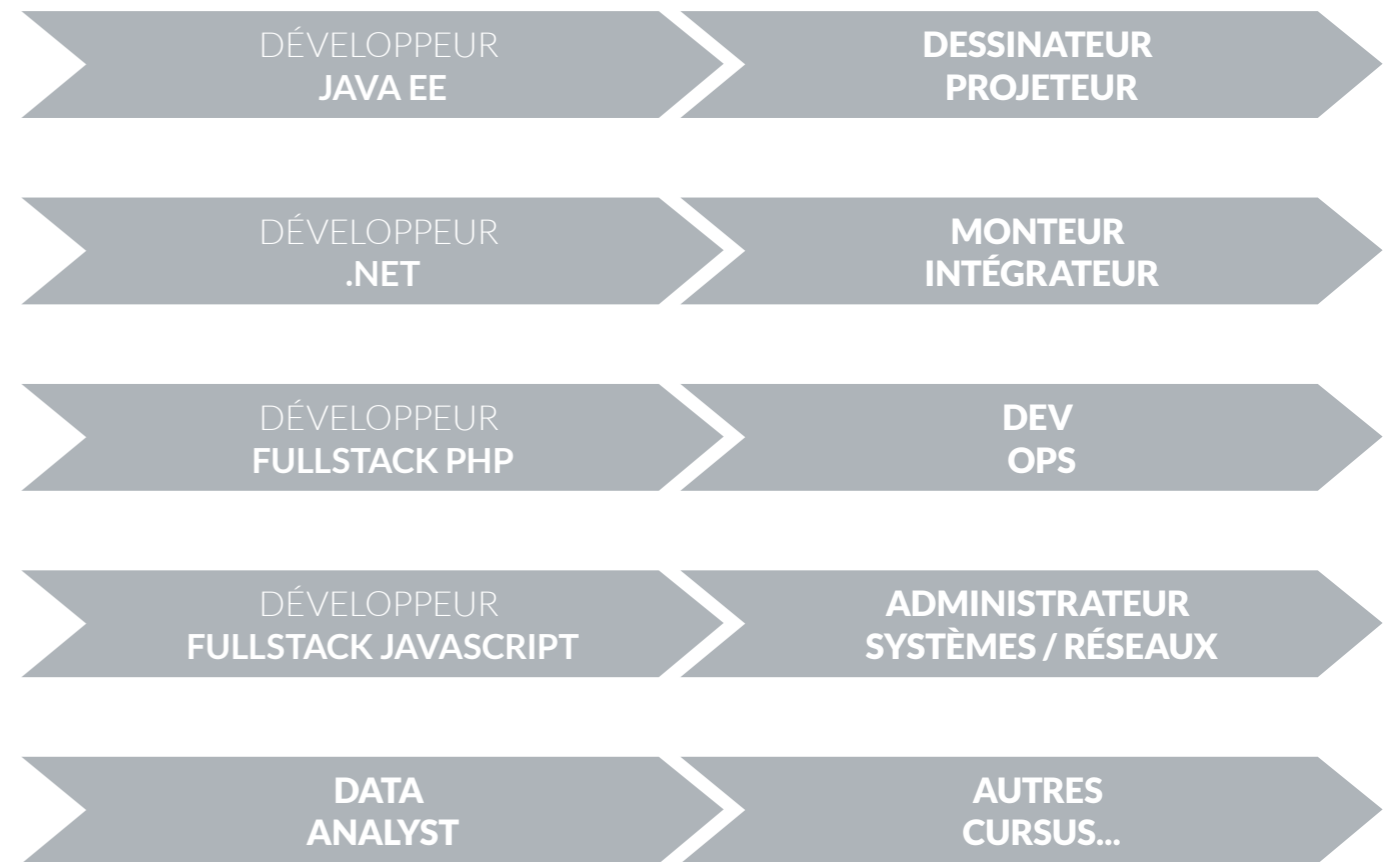 DÉVELOPPEUR
JAVA EE
DESSINATEUR
PROJETEUR
DÉVELOPPEUR
.NET
MONTEUR
INTÉGRATEUR
DÉVELOPPEUR
FULLSTACK PHP
DEV
OPS
DÉVELOPPEUR
FULLSTACK JAVASCRIPT
ADMINISTRATEUR
SYSTÈMES / RÉSEAUX
DATA
ANALYST
AUTRES
CURSUS...